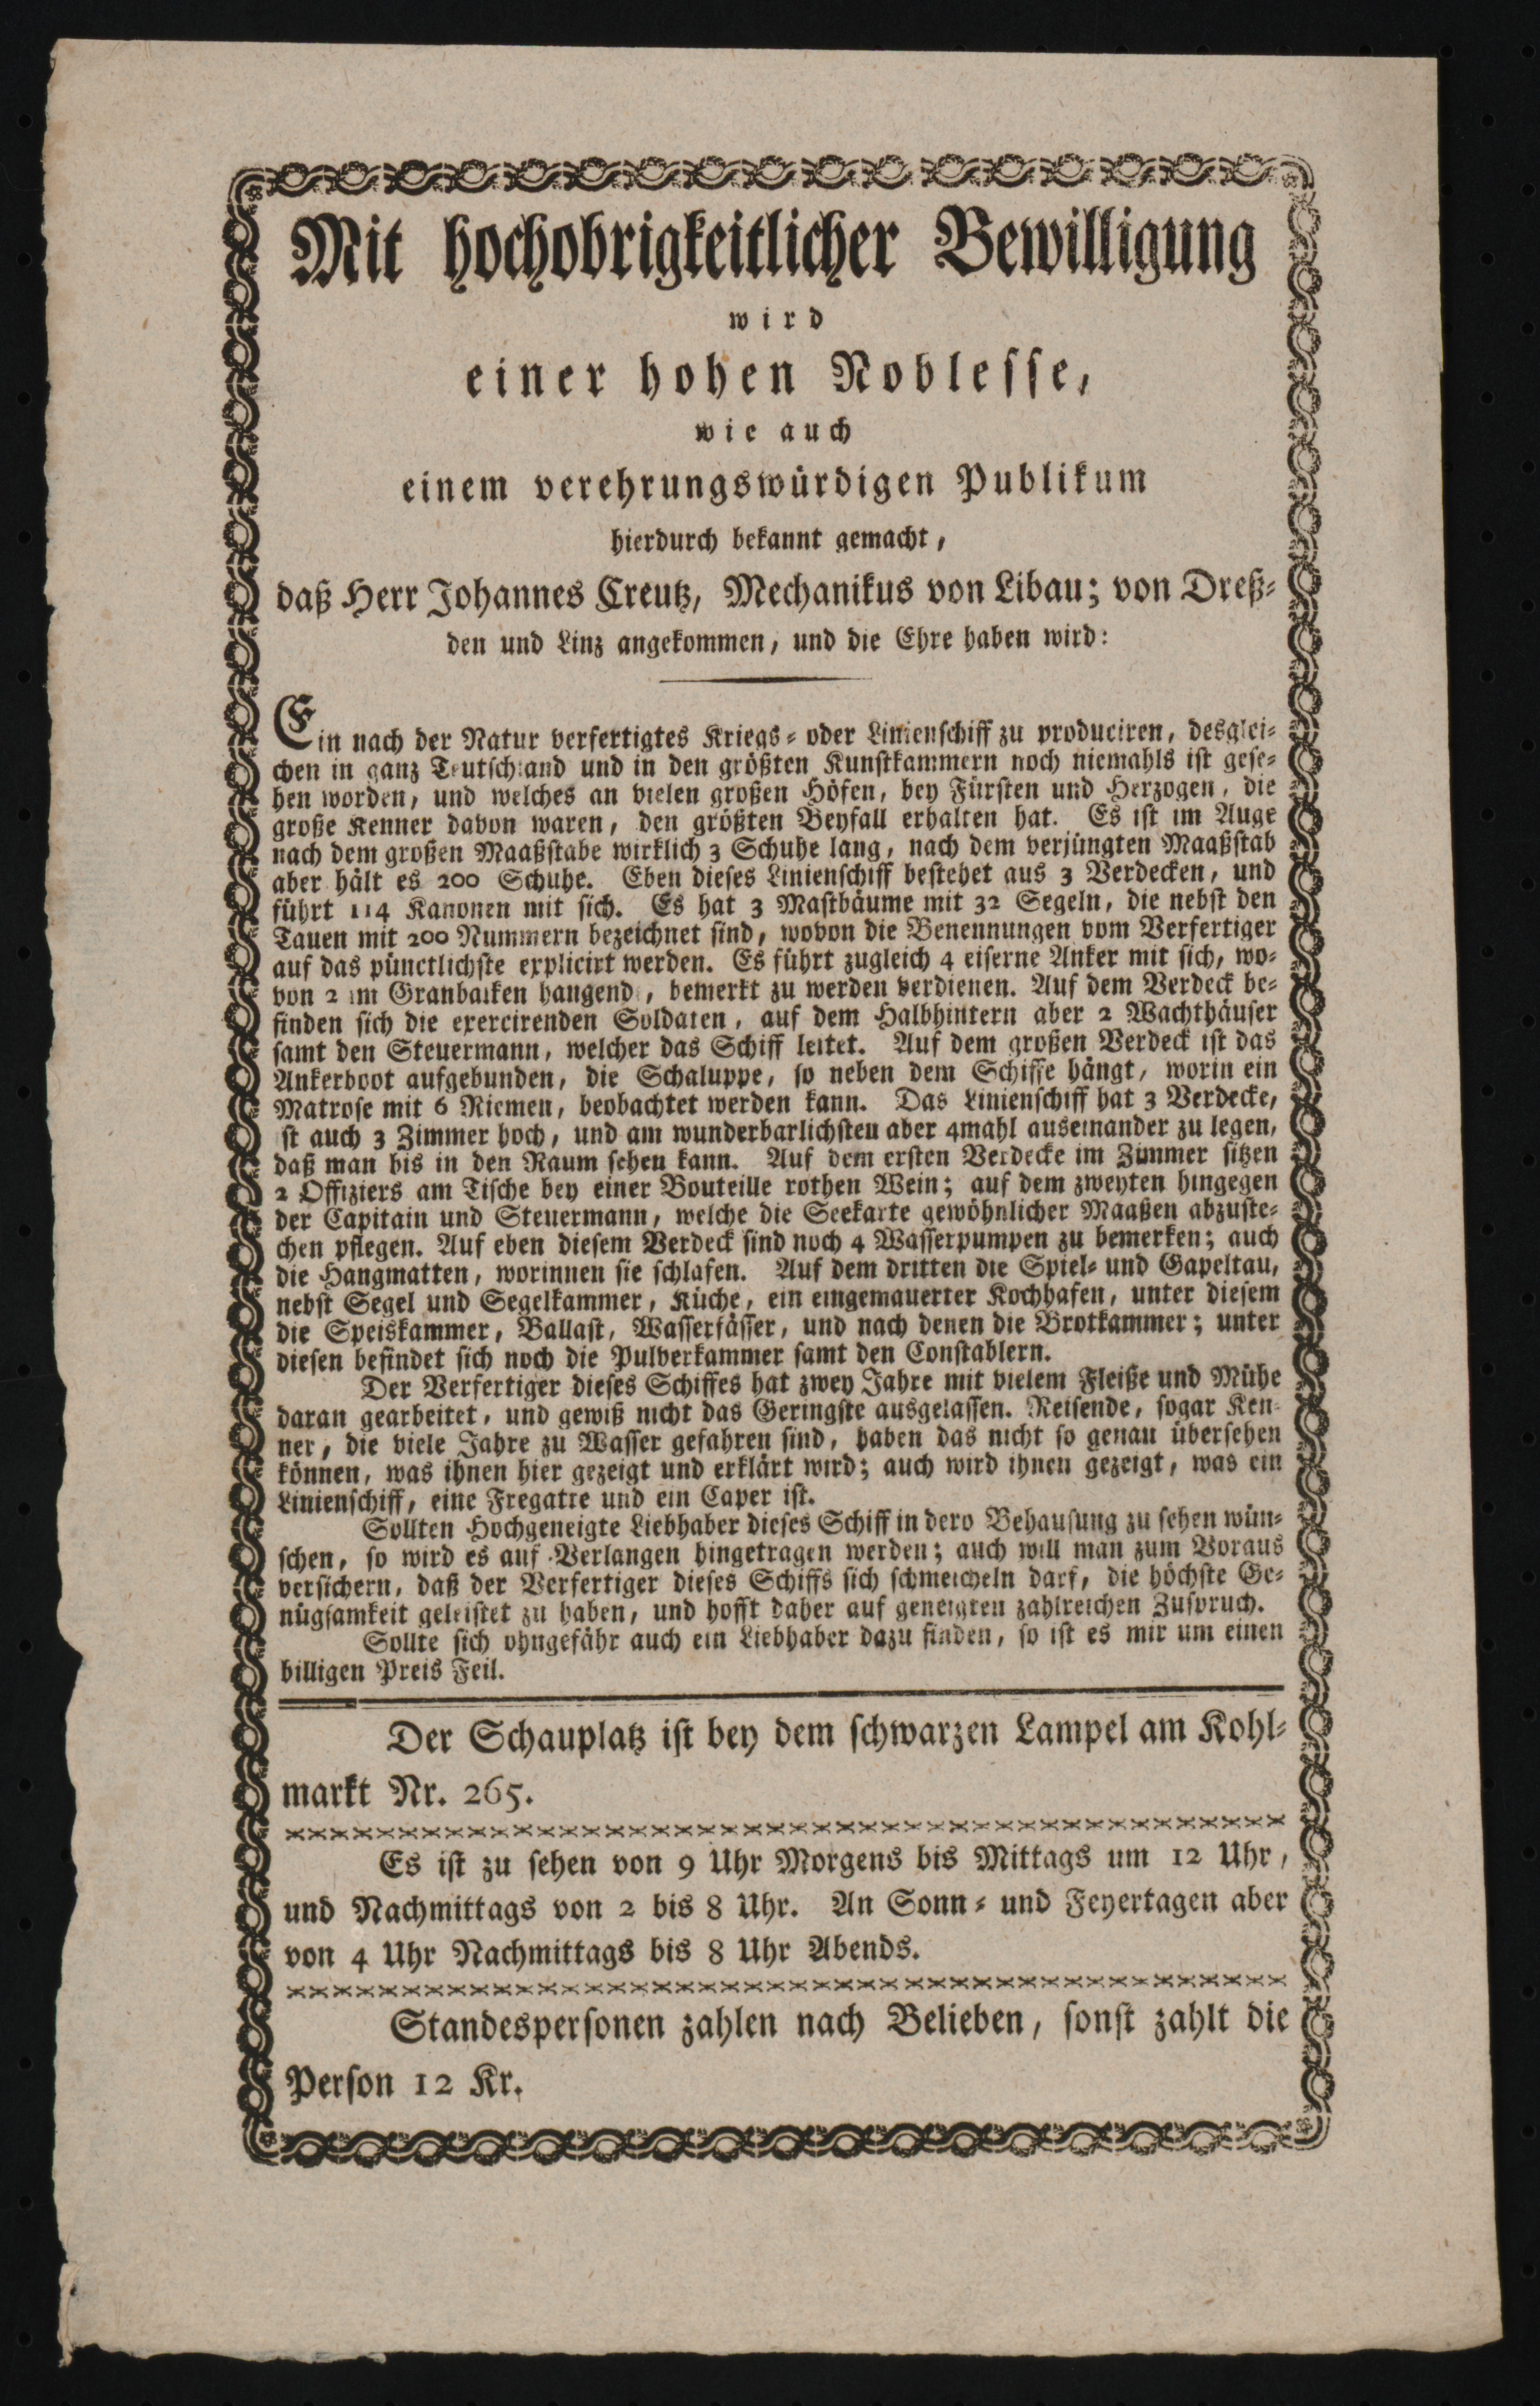 Mit hochobrigkeitlicher Bewilligung
wird
einer hohen Noblesse,
wie auch
einem verehrungswürdigen Publikum
hierdurch bekannt gemacht,
daß Herr Johannes Creutz, Mechanikus von Libau; von Dreß-
den und Linz angekommen, und die Ehre haben wird:
Ein nach der Natur verfertigtes Kriegs- oder Linienschiff zu produciren, desglei-
chen in ganz Teutschland und in den größten Kunstkammern noch niemahls ist gese-
hen worden, und welches an vielen großen Höfen, bey Fürsten und Herzogen, die
große Kenner davon waren, den größten Beyfall erhalten hat. Es ist im Auge
nach dem großen Maaßstabe wirklich 3 Schuhe lang, nach dem verjüngten Maaßstab
aber hält es 200 Schuhe. Eben dieses Linienschiff bestehet aus 3 Verdecken, und
führt 114 Kanonen mit sich. Es hat 3 Mastbäume mit 32 Segeln, die nebst den
Tauen mit 200 Nummern bezeichnet sind, wovon die Benennungen vom Verfertiger
auf das pünctlichste explicirt werden. Es führt zugleich 4 eiserne Anker mit sich, wo-
von 2 im Granbalken hangend, bemerkt zu werden verdienen. Auf dem Verdeck be-
finden sich die exercirenden Soldaten, auf dem Halbhintern aber 2 Wachthäuser
samt den Steuermann, welcher das Schiff leitet. Auf dem großen Verdeck ist das
Ankerboot aufgebunden, die Schaluppe, so neben dem Schiffe hängt, worin ein
Matrose mit 6 Riemen, beobachtet werden kann. Das Linienschiff hat 3 Verdecke,
ist auch 3 Zimmer hoch, und am wunderbarlichsten aber 4mahl auseinander zu legen,
daß man bis in den Raum sehen kann. Auf dem ersten Verdecke im Zimmer sitzen
2 Offiziers am Tische bey einer Bouteille rothen Wein; auf dem zweyten hingegen
der Capitain und Steuermann, welche die Seekarte gewöhnlicher Maaßen abzuste-
chen pflegen. Auf eben diesem Verdeck sind noch 4 Wasserpumpen zu bemerken; auch
die Hangmatten, worinnen sie schlafen. Auf dem dritten die Spiel- und Gapeltau,
nebst Segel und Segelkammer, Küche, ein eingemauerter Kochhafen, unter diesem
die Speiskammer, Ballast, Wasserfässer, und nach denen die Brotkammer; unter
diesen befindet sich noch die Pulverkammer samt den Constablern.
Der Verfertiger dieses Schiffes hat zwey Jahre mit vielem Fleiße und Mühe
daran gearbeitet, und gewiß nicht das Geringste ausgelassen. Reisende, sogar Ken-
ner, die viele Jahre zu Wasser gefahren sind, haben das nicht so genau übersehen
können, was ihnen hier gezeigt und erklärt wird; auch wird ihnen gezeigt, was ein
Linienschiff, eine Fregatte und ein Caper ist.
Sollten Hochgeneigte Liebhaber dieses Schiff in dero Behausung zu sehen wün-
schen, so wird es auf Verlangen hingetragen werden; auch will man zum Voraus
versichern, daß der Verfertiger dieses Schiffs sich schmeicheln darf, die höchste Ge-
nügsamkeit geleistet zu haben, und hofft daher auf geneigten zahlreichen Zuspruch.
Sollte sich ohngefähr auch ein Liebhaber dazu finden, so ist es mir um einen
billigen Preis Feil.
Der Schauplatz ist bey dem schwarzen Lampel am Kohl-
markt Nr. 265.
Es ist zu sehen von 9 Uhr Morgens bis Mittags um 12 Uhr,
und Nachmittags von 2 bis 8 Uhr. An Sonn- und Feyertagen aber
von 4 Uhr Nachmittags bis 8 Uhr Abends.
Standespersonen zahlen nach Belieben, sonst zahlt die
Person 12 Kr.